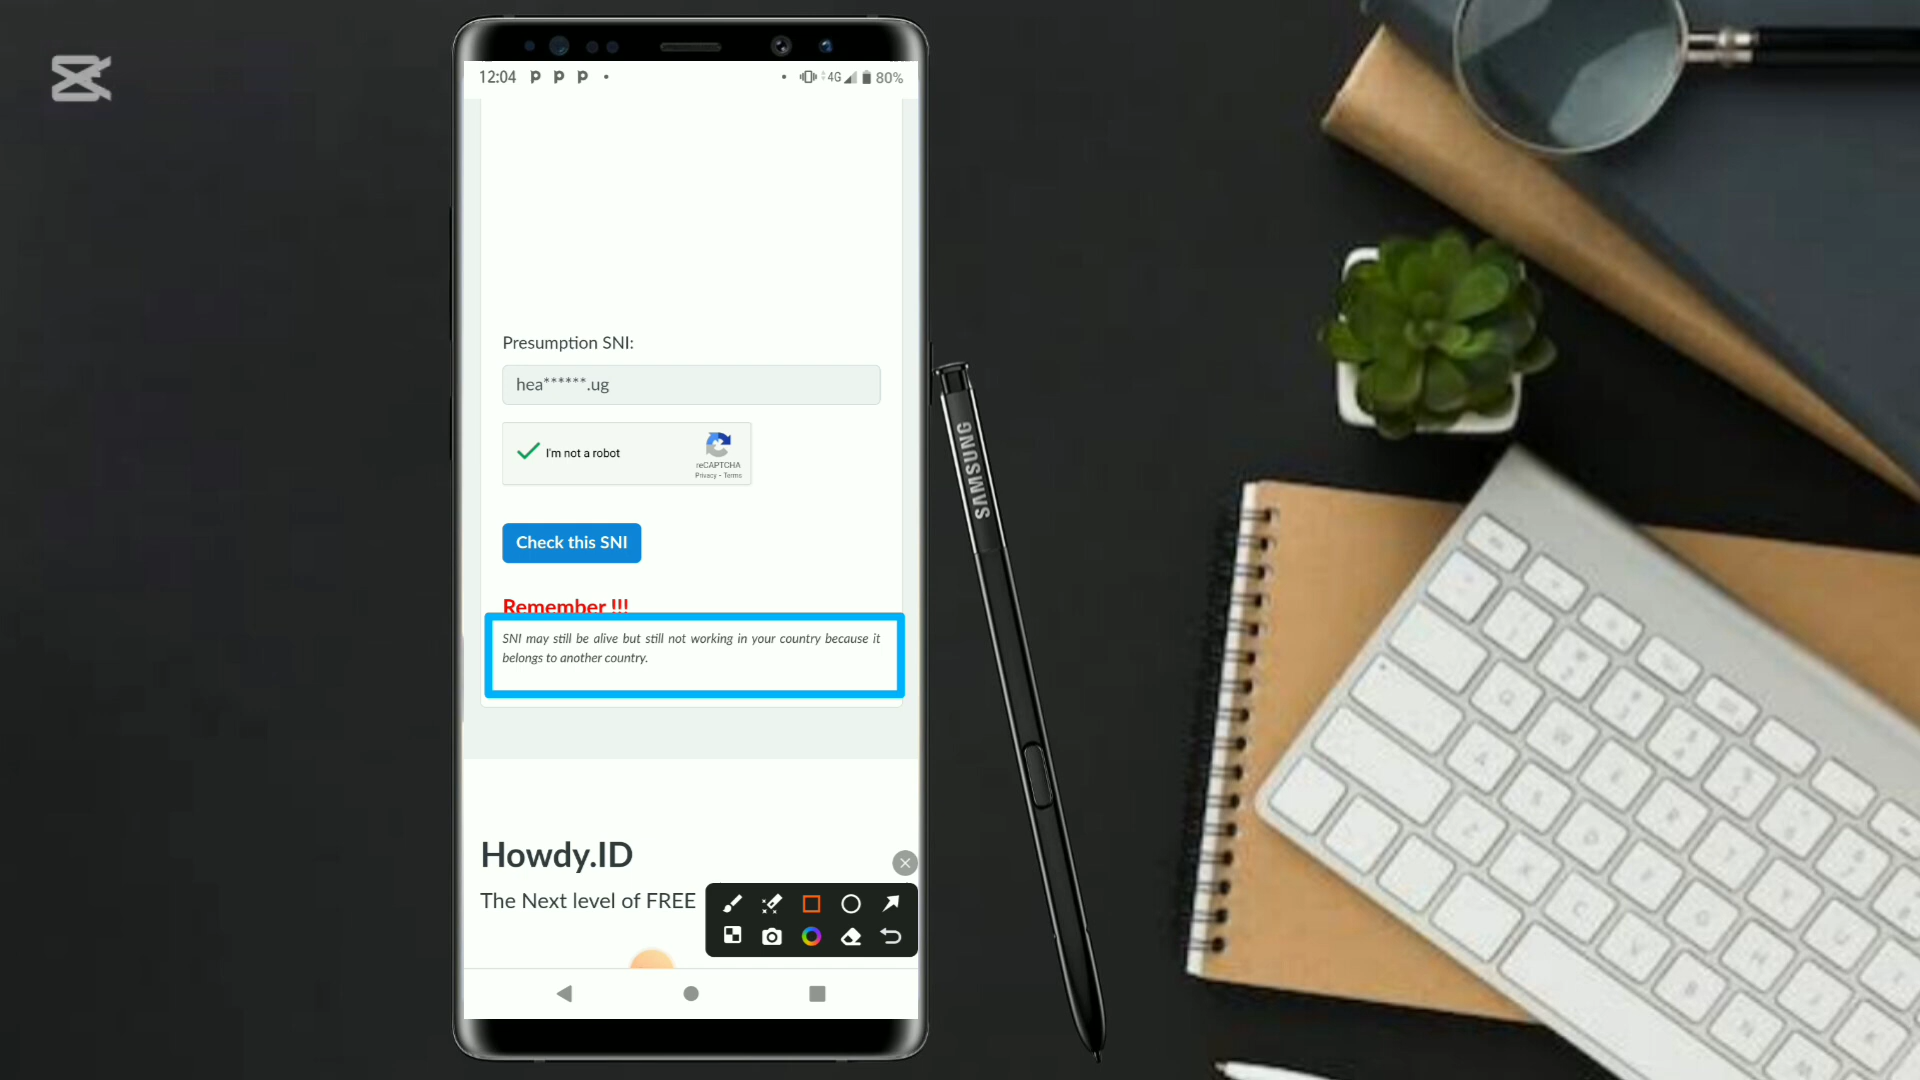 12:04
4G 80%
Presumption SNI:
hea******.ug
I'm not a robot
reCAPTCHA
Privacy - Terms
Check this SNI
Remember !!!
SNI may still be alive but still not working in your country because it
belongs to another country.
Howdy.ID
The Next level of FREE
SAMSUNG